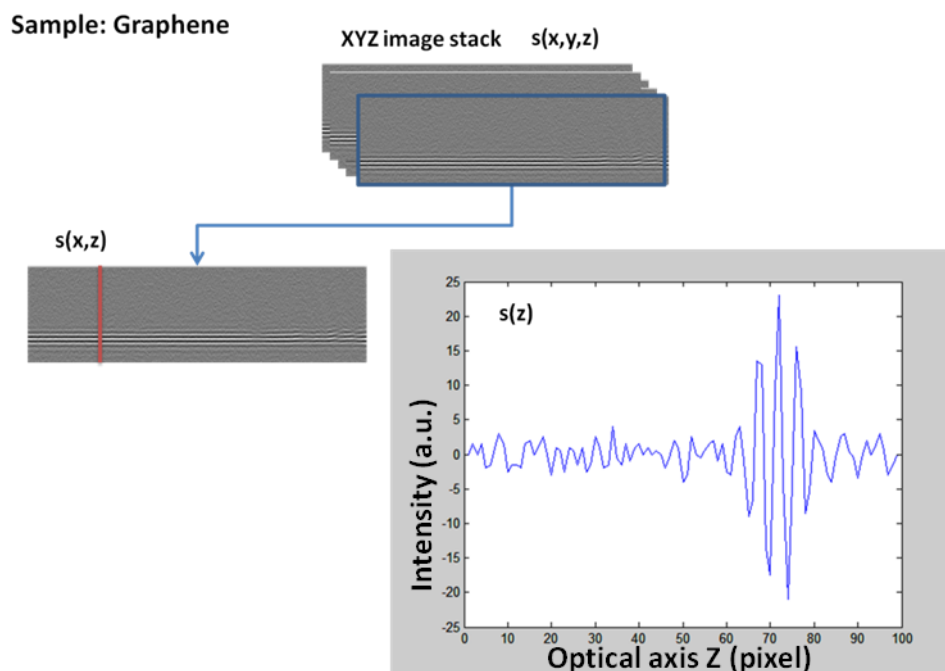 Sample: Graphene
XYZ image stack s(x,y,z)
s(x,z)
s(z)
Intensity (a.u.)
25
20
15
10
5
0
-5
-10
-15
-20
-25
0 10 20 30 40 50 60 70 80 90 100
Optical axis Z (pixel)